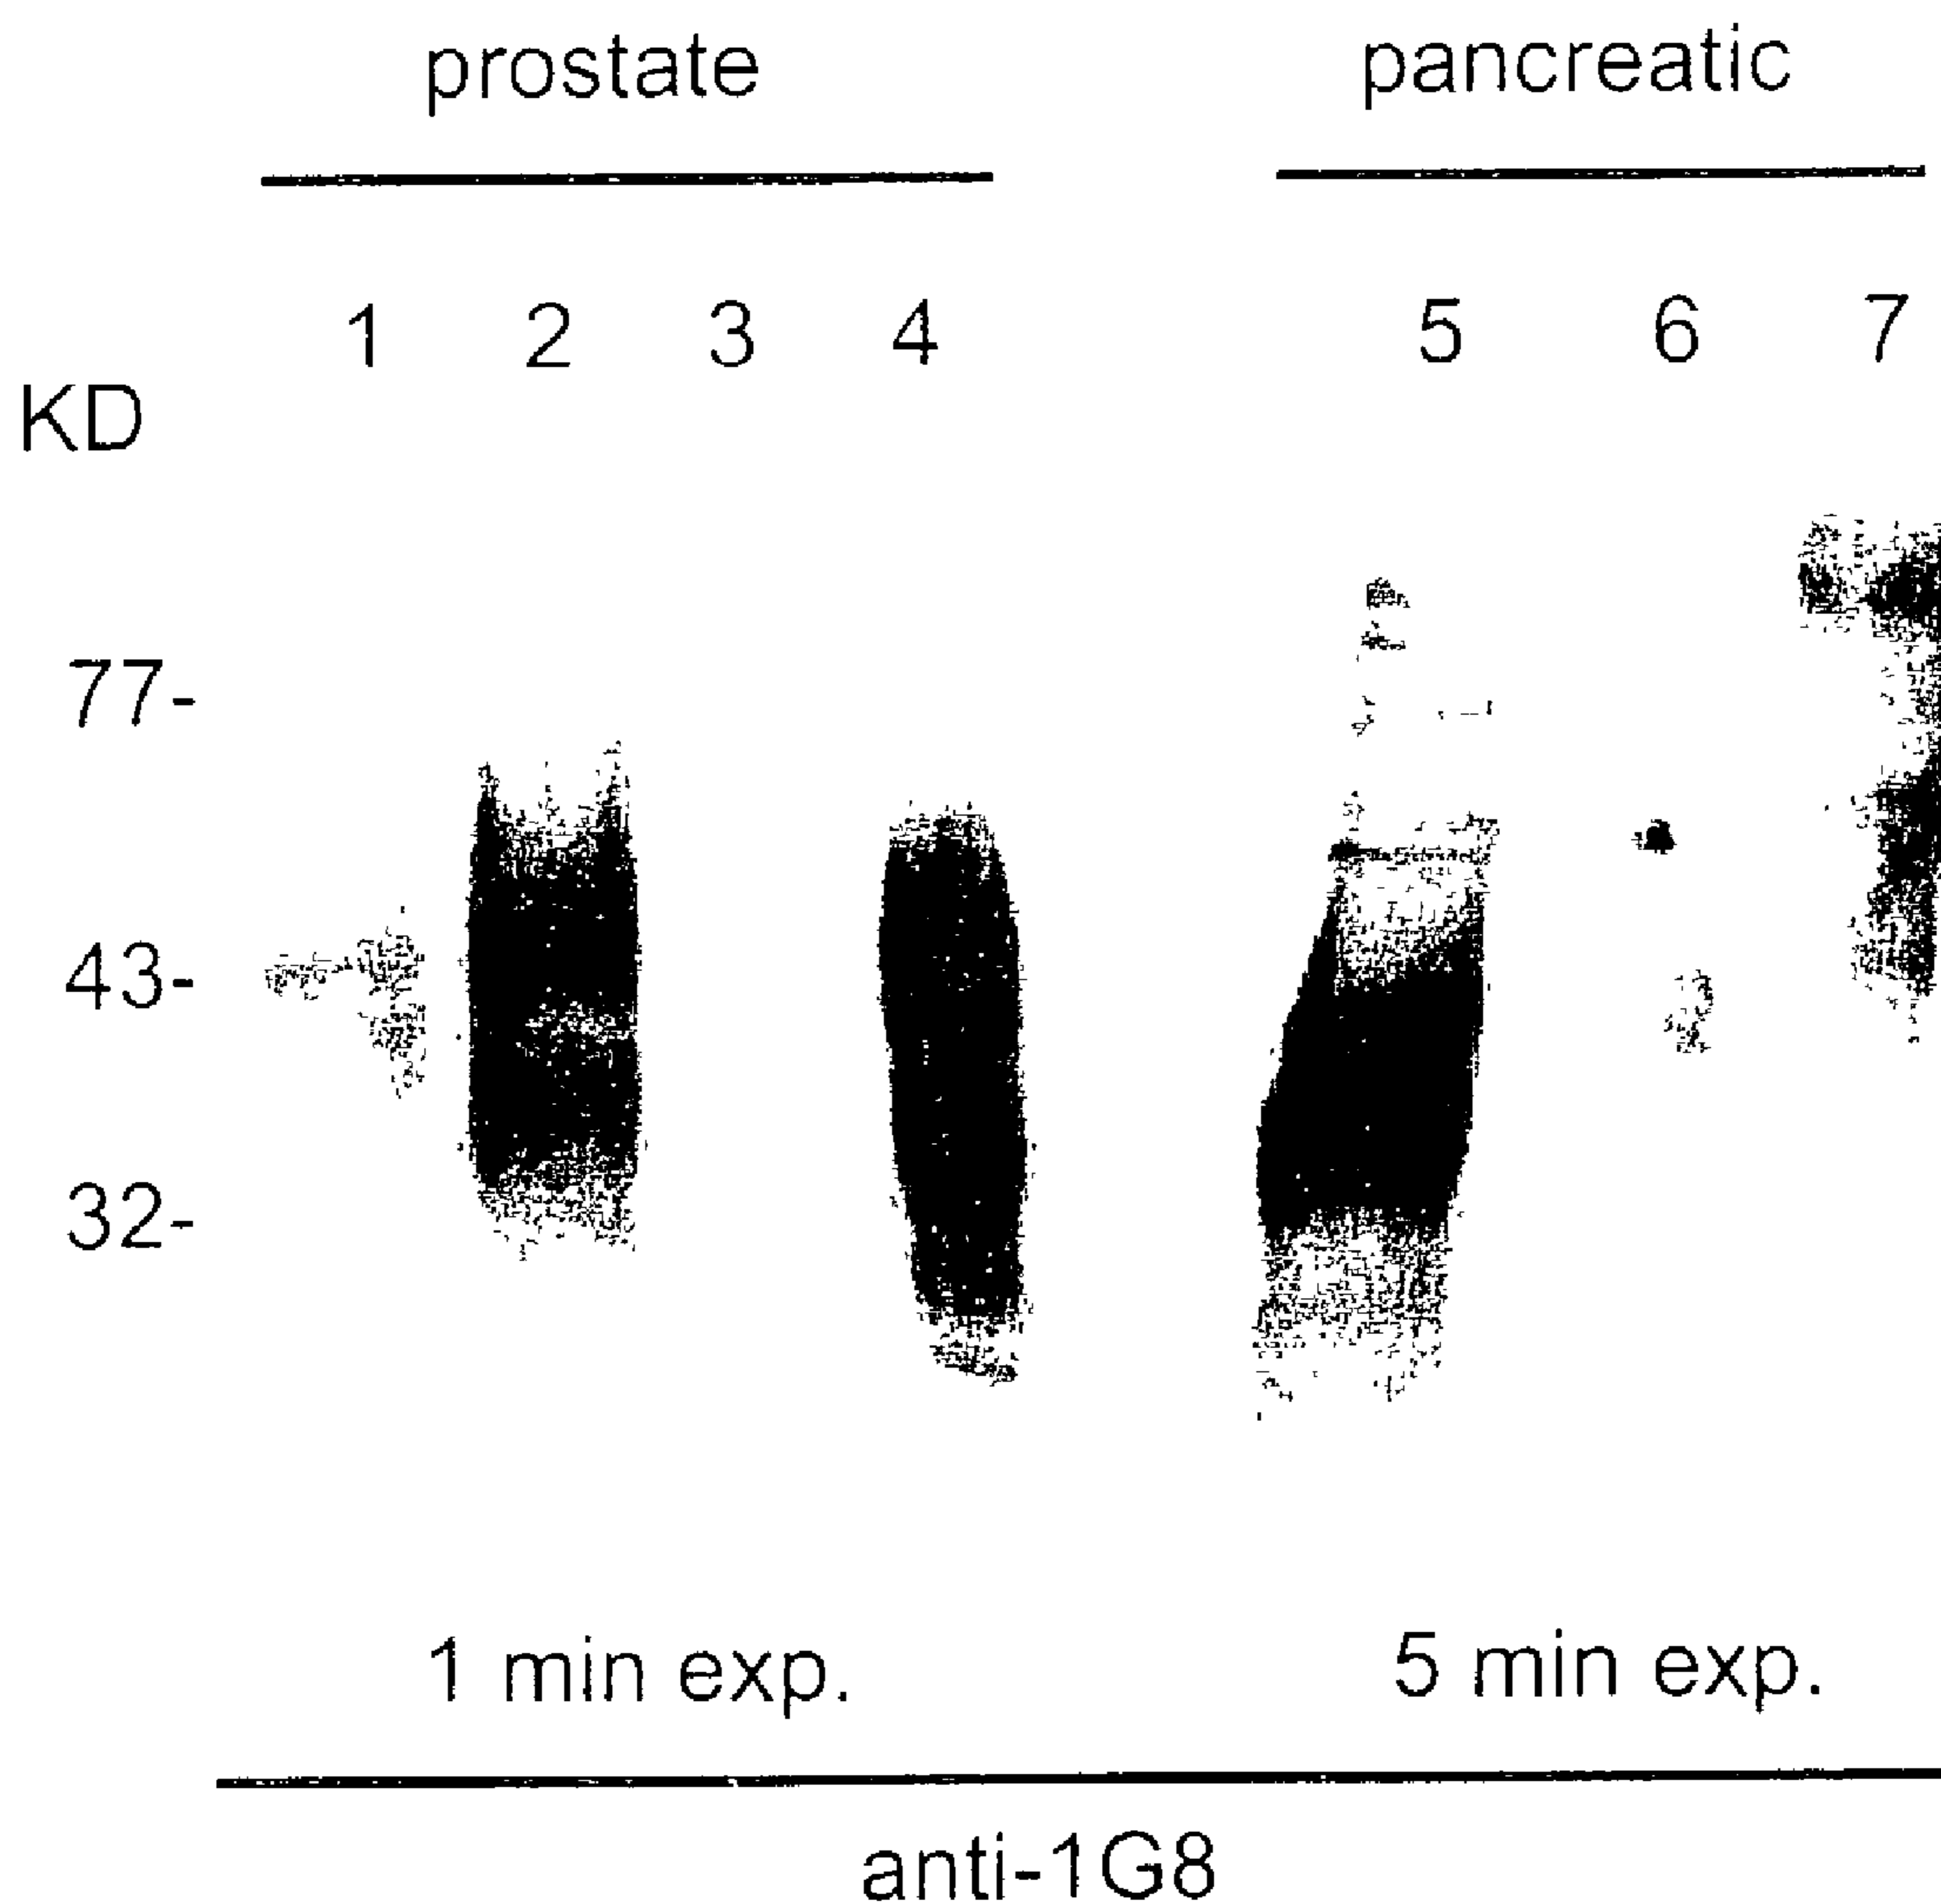 prostate pancreatic
1 2 3 4 5 6 7
KD
77-
43-
32-
1 min exp. 5 min exp.
anti-1G8